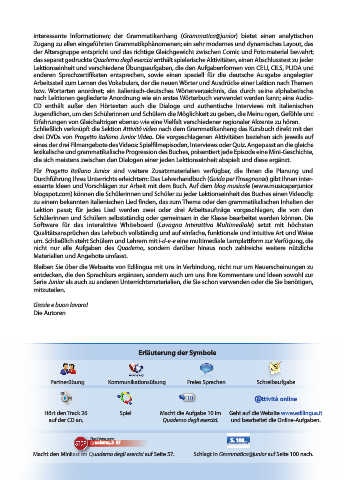 interessante Informationen; der Grammatikanhang (Grammatica@Junior) bietet einen analytischen
Zugang zu allen eingeführten Grammatikphänomenen; ein sehr modernes und dynamisches Layout, das
der Altersgruppe entspricht und das richtige Gleichgewicht zwischen Comic und Foto material bewahrt;
das separat gedruckte Quaderno degli esercizi enthält spielerische Aktivitäten, einen Abschlusstest zu jeder
Lektionseinheit und verschiedene Übungsaufgaben, die den Aufgabenformen von CELI, CILS, PLIDA und
anderen Sprachzertifikaten entsprechen, sowie einen speziell für die deutsche Ausgabe angelegter
Arbeitsteil zum Lernen des Vokabulars, der die neuen Wörter und Ausdrücke einer Lektion nach Themen
bzw. Wortarten anordnet; ein italienisch-deutsches Wörterverzeichnis, das durch seine alphabetische
nach Lektionen gegliederte Anordnung wie ein erstes Wörterbuch verwendet werden kann; eine Audio-
CD enthält außer den Hörtexten auch die Dialoge und authentische Interviews mit italienischen
Jugendlichen, um den Schülerinnen und Schülern die Möglichkeit zu geben, die Meinungen, Gefühle und
Erfahrungen von Gleichaltrigen ebenso wie eine Vielfalt verschiedener regionaler Akzente zu hören.
Schließlich verknüpft die Sektion Attività video nach dem Grammatikanhang das Kursbuch direkt mit den
drei DVDs von Progetto italiano Junior Video. Die vorgeschlagenen Aktivitäten beziehen sich jeweils auf
eines der drei Filmangebote des Videos: Spielfilmepisoden, Interviews oder Quiz. Angepasst an die gleiche
lexikalische und grammatikalische Progression des Buches, präsentiert jede Episode eine Mini-Geschichte,
die sich meistens zwischen den Dialogen einer jeden Lektionseinheit abspielt und diese ergänzt.
Für Progetto italiano Junior sind weitere Zusatzmaterialien verfügbar, die Ihnen die Planung und
Durchführung Ihres Unterrichts erleichtern: Das Lehrerhandbuch (Guida per l'insegnante) gibt Ihnen inter-
essante Ideen und Vorschläge zur Arbeit mit dem Buch. Auf dem blog musicale (www.musicaperjunior.
blogspot.com) können die Schülerinnen und Schüler zu jeder Lektionseinheit des Buches einen Videoclip
zu einem bekannten italienischen Lied finden, das zum Thema oder den grammatikalischen Inhalten der
Lektion passt; für jedes Lied werden zwei oder drei Arbeitsaufträge vorgeschlagen, die von den
Schülerinnen und Schülern selbstständig oder gemeinsam in der Klasse bearbeitet werden können. Die
Software für das interaktive Whiteboard (Lavagna Interattiva Multimediale) setzt mit höchsten
Qualitätsansprüchen das Lehrbuch vollständig und auf einfache, funktionale und intuitive Art und Weise
um. Schließlich steht Schülern und Lehrern mit i-d-e-e eine multimediale Lernplattform zur Verfügung, die
nicht nur alle Aufgaben des Quaderno, sondern darüber hinaus noch zahlreiche weitere nützliche
Materialien und Angebote umfasst.
Bleiben Sie über die Webseite von Edilingua mit uns in Verbindung, nicht nur um Neuerscheinungen zu
entdecken, die den Sprachkurs ergänzen, sondern auch um uns Ihre Kommentare und Ideen sowohl zur
Serie Junior als auch zu anderen Unterrichtsmaterialien, die Sie schon verwenden oder die Sie benötigen,
mitzuteilen.
Grazie e buon lavoro!
Die Autoren
Erläuterung der Symbole
Partnerübung Kommunikationsübung Freies Sprechen Schreibaufgabe
@ttività online
Hört den Track 26 Spiel Macht die Aufgabe 10 im Geht auf die Website www.edilingua.it
auf der CD an. Quaderno degli esercizi. und bearbeitet die Online-Aufgaben.
STOP
S. 100
Macht den Minitest im Quaderno degli esercizi auf Seite 57. Schlagt in Grammatica@Junior auf Seite 100 nach.